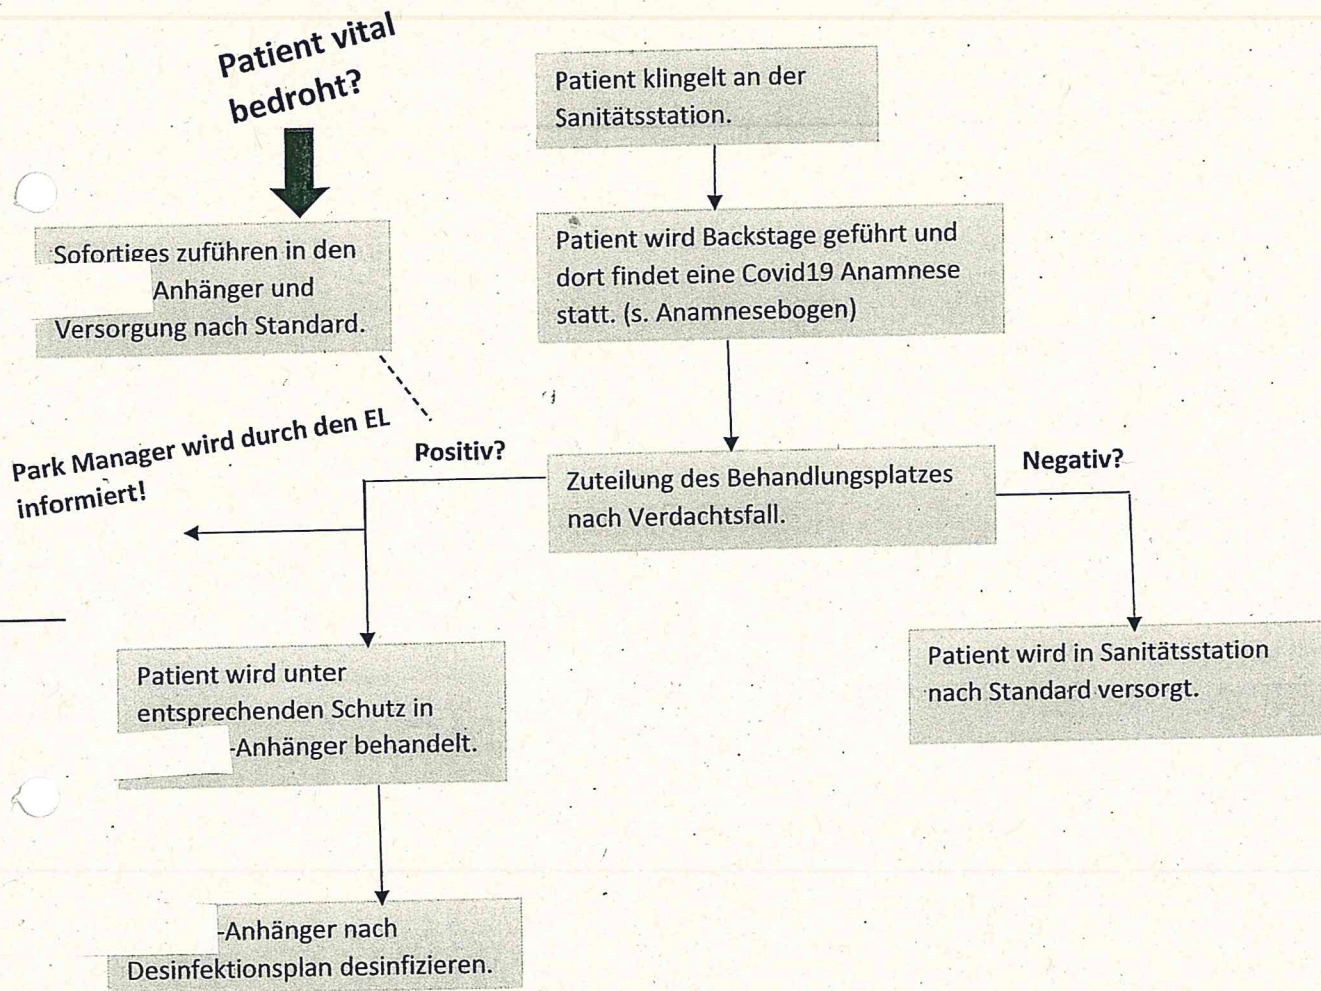 Patient vital
bedroht?
Patient klingelt an der
Sanitätsstation.
Sofortiges zuführen in den
Anhänger und
Versorgung nach Standard.
Patient wird Backstage geführt und
dort findet eine Covid19 Anamnese
statt. (s. Anamnesebogen)
Park Manager wird durch den EL
informiert!
Positiv?
Zuteilung des Behandlungsplatzes
nach Verdachtsfall.
Negativ?
Patient wird unter
entsprechenden Schutz in
-Anhänger behandelt.
Patient wird in Sanitätsstation
nach Standard versorgt.
-Anhänger nach
Desinfektionsplan desinfizieren.